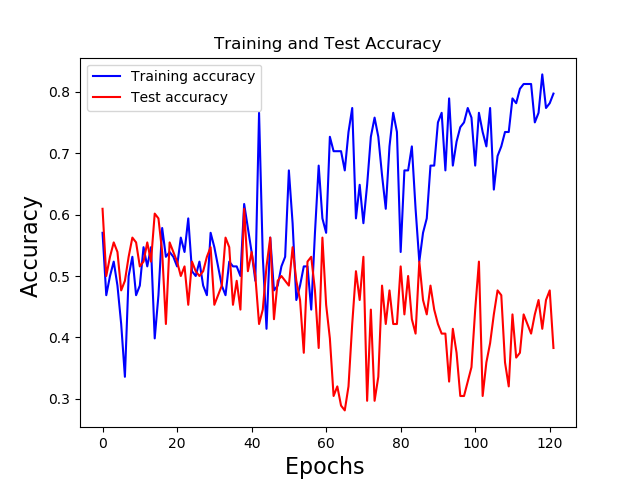 Training and Test Accuracy
Training accuracy
Test accuracy
Accuracy
0.8
0.7
0.6
0.5
0.4
0.3
0 20 40 60 80 100 120
Epochs